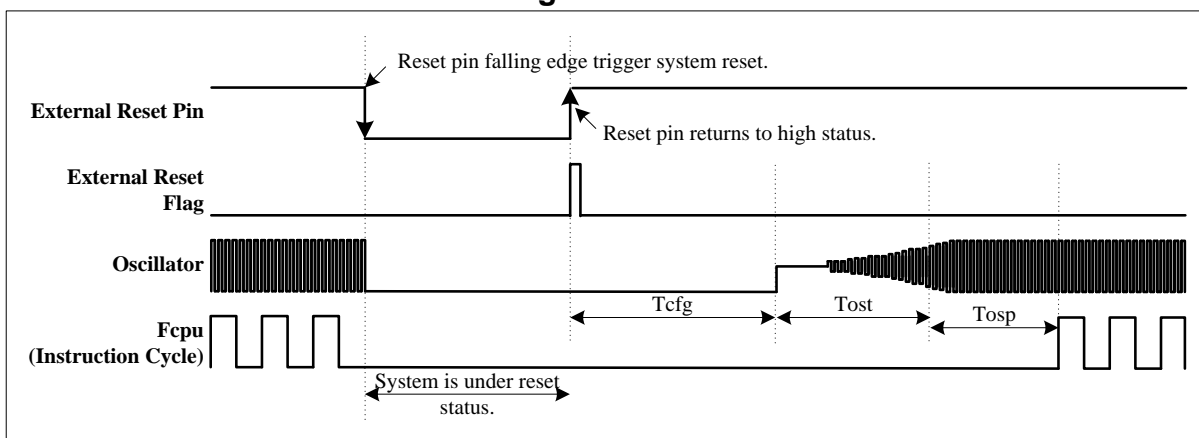 Reset pin falling edge trigger system reset.
External Reset Pin
Reset pin returns to high status.
External Reset
Flag
Oscillator
Tcfg
Tost
Tosp
Fcpu
(Instruction Cycle)
System is under reset
status.